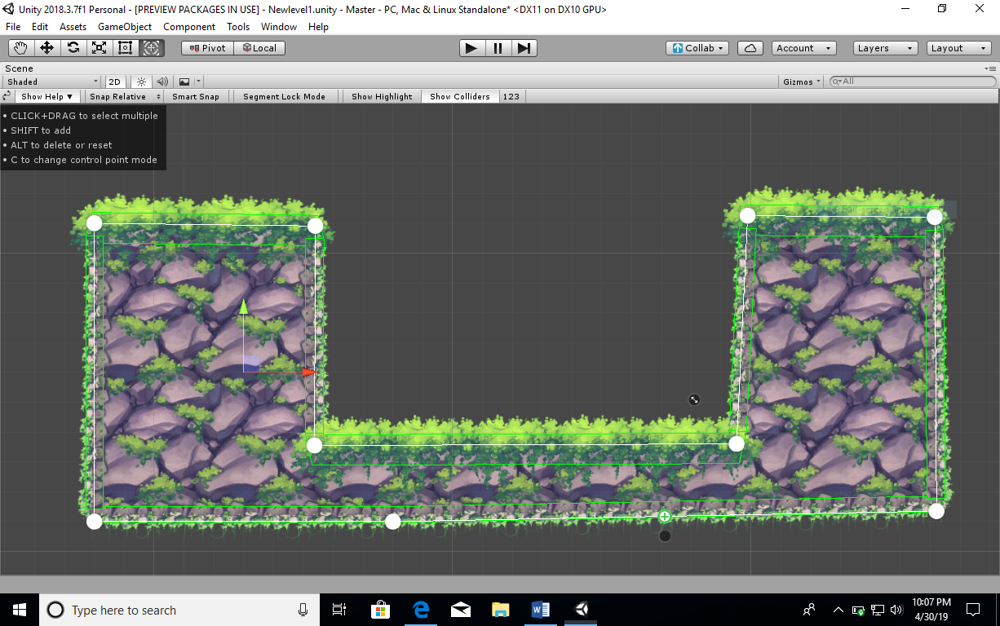 Unity 2018.3.7f1 Personal - [PREVIEW PACKAGES IN USE] - Newlevel1.unity - Master - PC, Mac & Linux Standalone* <DX11 on DX10 GPU>
File Edit Assets GameObject Component Tools Window Help
Pivot Local Collab Account Layers Layout
Scene
Shaded 2D Gizmos All
Show Help ▼ Snap Relative Smart Snap Segment Lock Mode Show Highlight Show Colliders 123
• CLICK+DRAG to select multiple
• SHIFT to add
• ALT to delete or reset
• C to change control point mode
Type here to search
10:07 PM
4/30/19